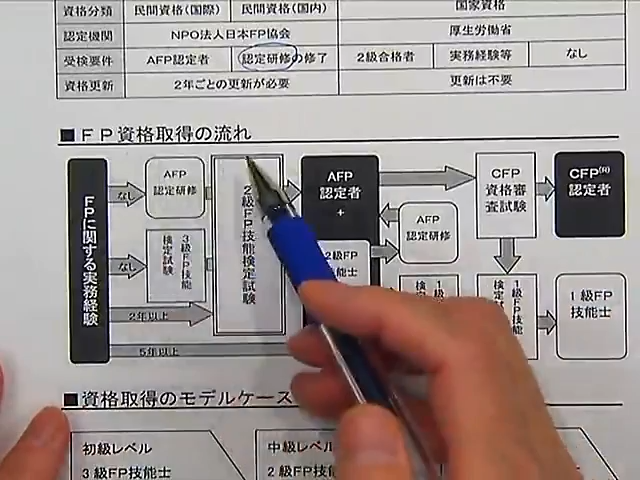 資格分類 民間資格(国際) 民間資格(国内) 国家資格
認定機関 NPO法人日本FP協会 厚生労働省
受検要件 AFP認定者 認定研修の修了 2級合格者 実務経験等 なし
資格更新 2年ごとの更新が必要 更新は不要
■FP資格取得の流れ
FPに関する実務経験
なし
AFP
認定研修
なし
3級FP技能
検定試験
2年以上
5年以上
2級FP技能検定試験
AFP
認定者
+
2級FP
技能士
AFP
認定研修
CFP
資格審
査試験
CFP(R)
認定者
1級FP技能
検定試験
1級FP
技能士
■資格取得のモデルケース
初級レベル
3級FP技能士
中級レベル
2級FP技能士